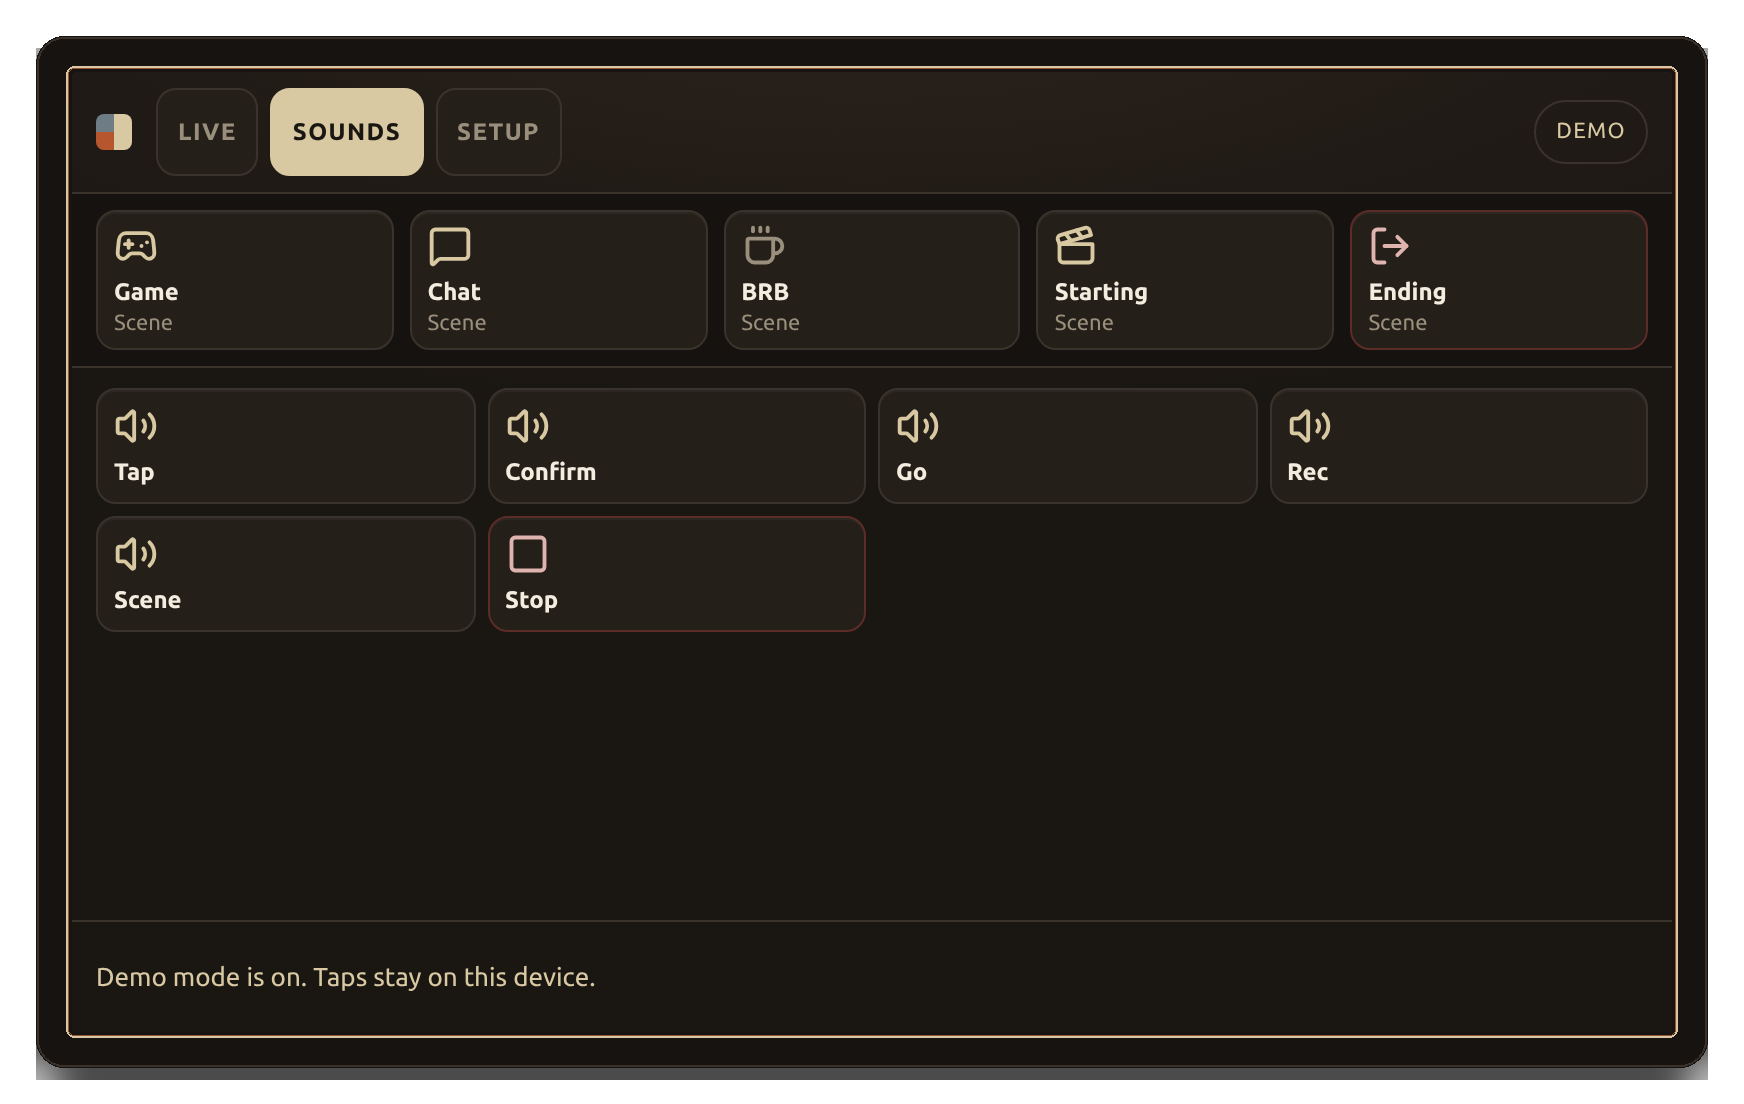 LIVE
SOUNDS
SETUP
DEMO
Game
Scene
Chat
Scene
BRB
Scene
Starting
Scene
Ending
Scene
Tap
Confirm
Go
Rec
Scene
Stop
Demo mode is on. Taps stay on this device.